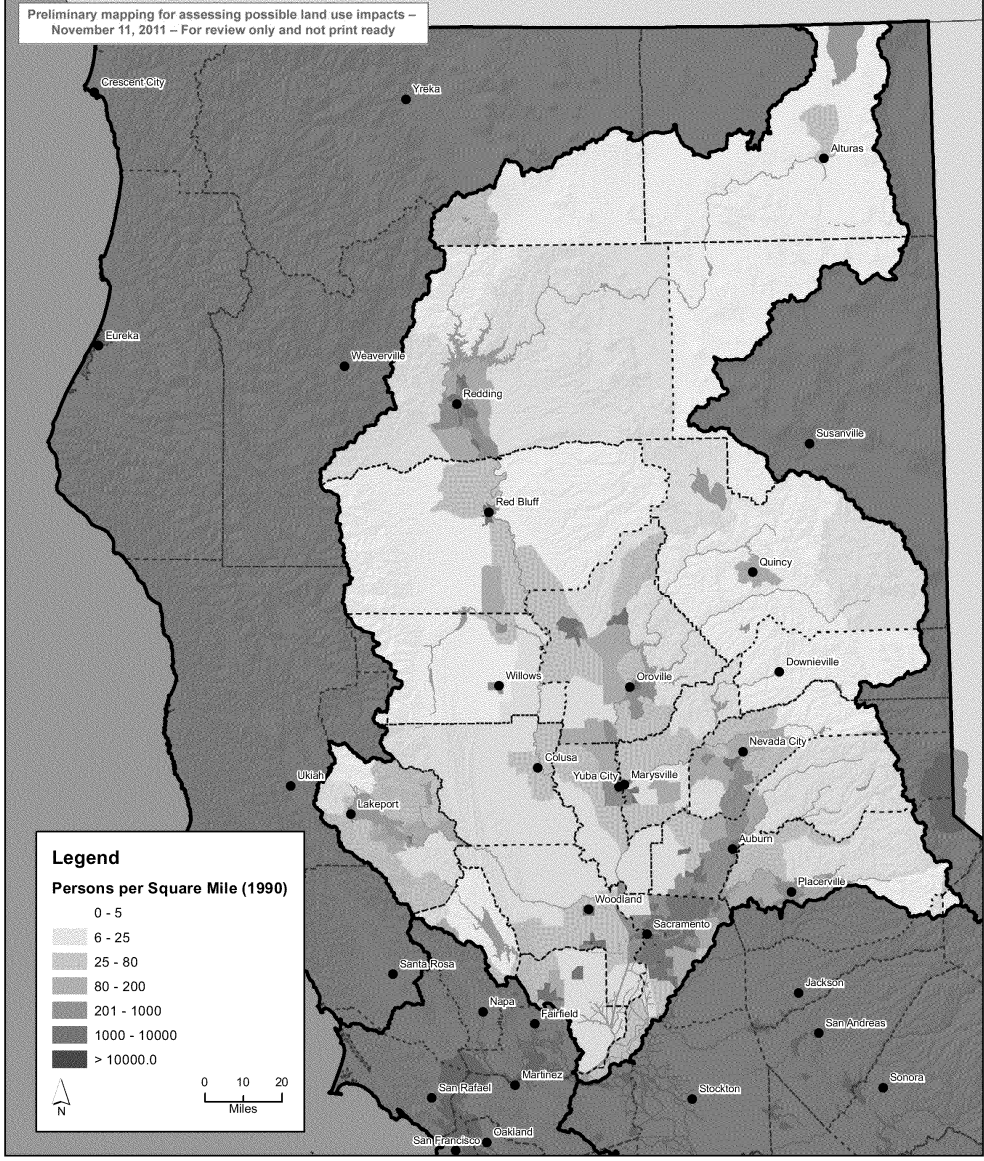 Preliminary mapping for assessing possible land use impacts –
November 11, 2011 – For review only and not print ready
Crescent City
Yreka
Alturas
Eureka
Weaverville
Redding
Susanville
Red Bluff
Quincy
Willows
Oroville
Downieville
Nevada City
Colusa
Yuba City
Marysville
Ukiah
Lakeport
Auburn
Placerville
Woodland
Sacramento
Santa Rosa
Napa
Fairfield
Jackson
San Andreas
Martinez
San Rafael
Stockton
Sonora
Oakland
San Francisco
Legend
Persons per Square Mile (1990)
0 - 5
6 - 25
25 - 80
80 - 200
201 - 1000
1000 - 10000
> 10000.0
N
0 10 20
Miles